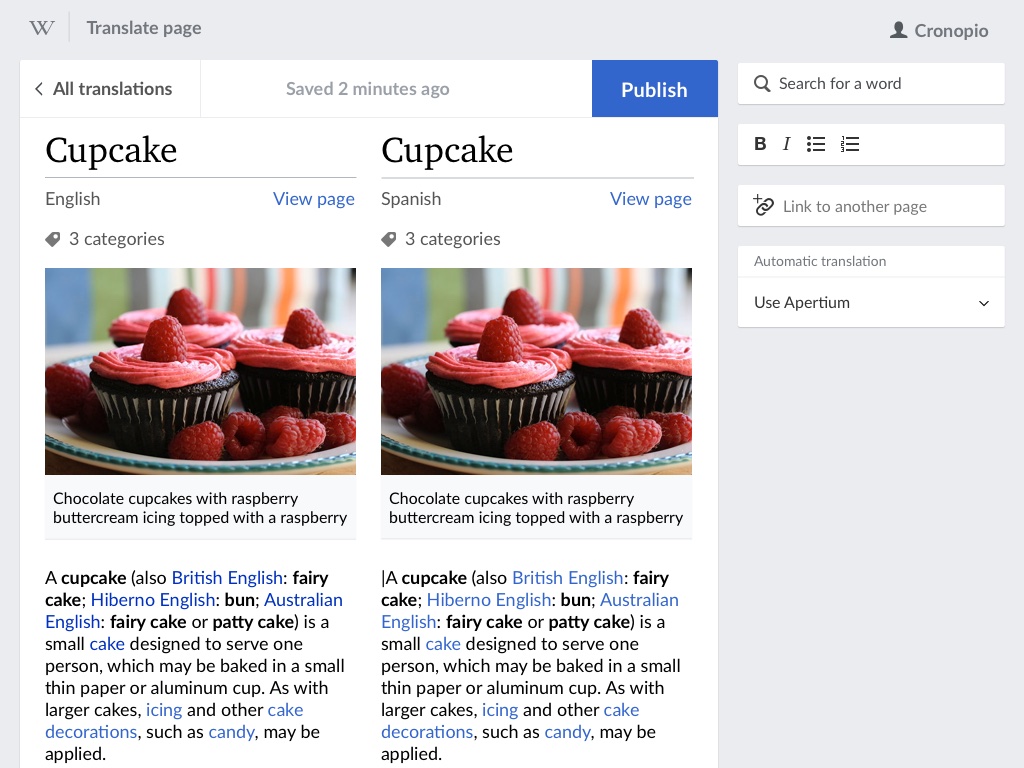 W Translate page
Cronopio
All translations
Saved 2 minutes ago
Publish
Cupcake
English
View page
3 categories
Chocolate cupcakes with raspberry
buttercream icing topped with a raspberry
A cupcake (also British English: fairy
cake; Hiberno English: bun; Australian
English: fairy cake or patty cake) is a
small cake designed to serve one
person, which may be baked in a small
thin paper or aluminum cup. As with
larger cakes, icing and other cake
decorations, such as candy, may be
applied.
Cupcake
Spanish
View page
3 categories
Chocolate cupcakes with raspberry
buttercream icing topped with a raspberry
A cupcake (also British English: fairy
cake; Hiberno English: bun; Australian
English: fairy cake or patty cake) is a
small cake designed to serve one
person, which may be baked in a small
thin paper or aluminum cup. As with
larger cakes, icing and other cake
decorations, such as candy, may be
applied.
Search for a word
B I
Link to another page
Automatic translation
Use Apertium